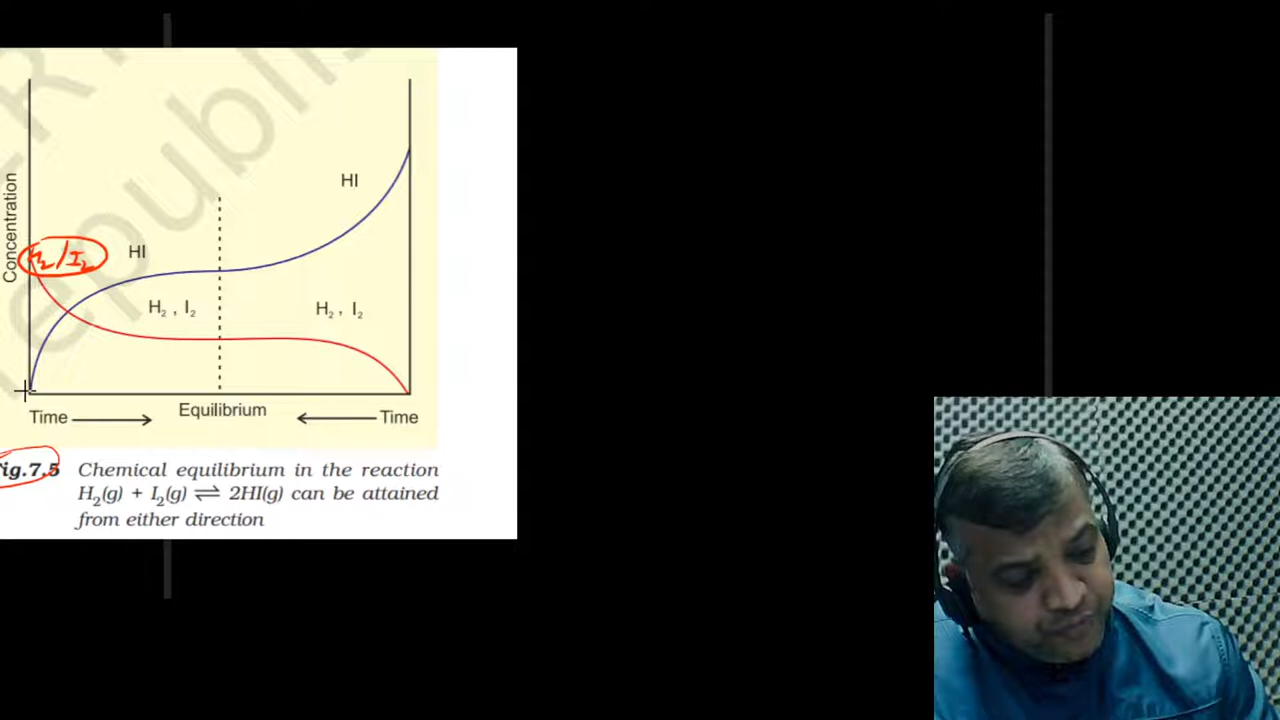 Concentration
HI
H₂/I₂
HI
H₂ , I₂
H₂ , I₂
Time
Equilibrium
Time
ig.7.5 Chemical equilibrium in the reaction
H₂(g) + I₂(g) ⇌ 2HI(g) can be attained
from either direction